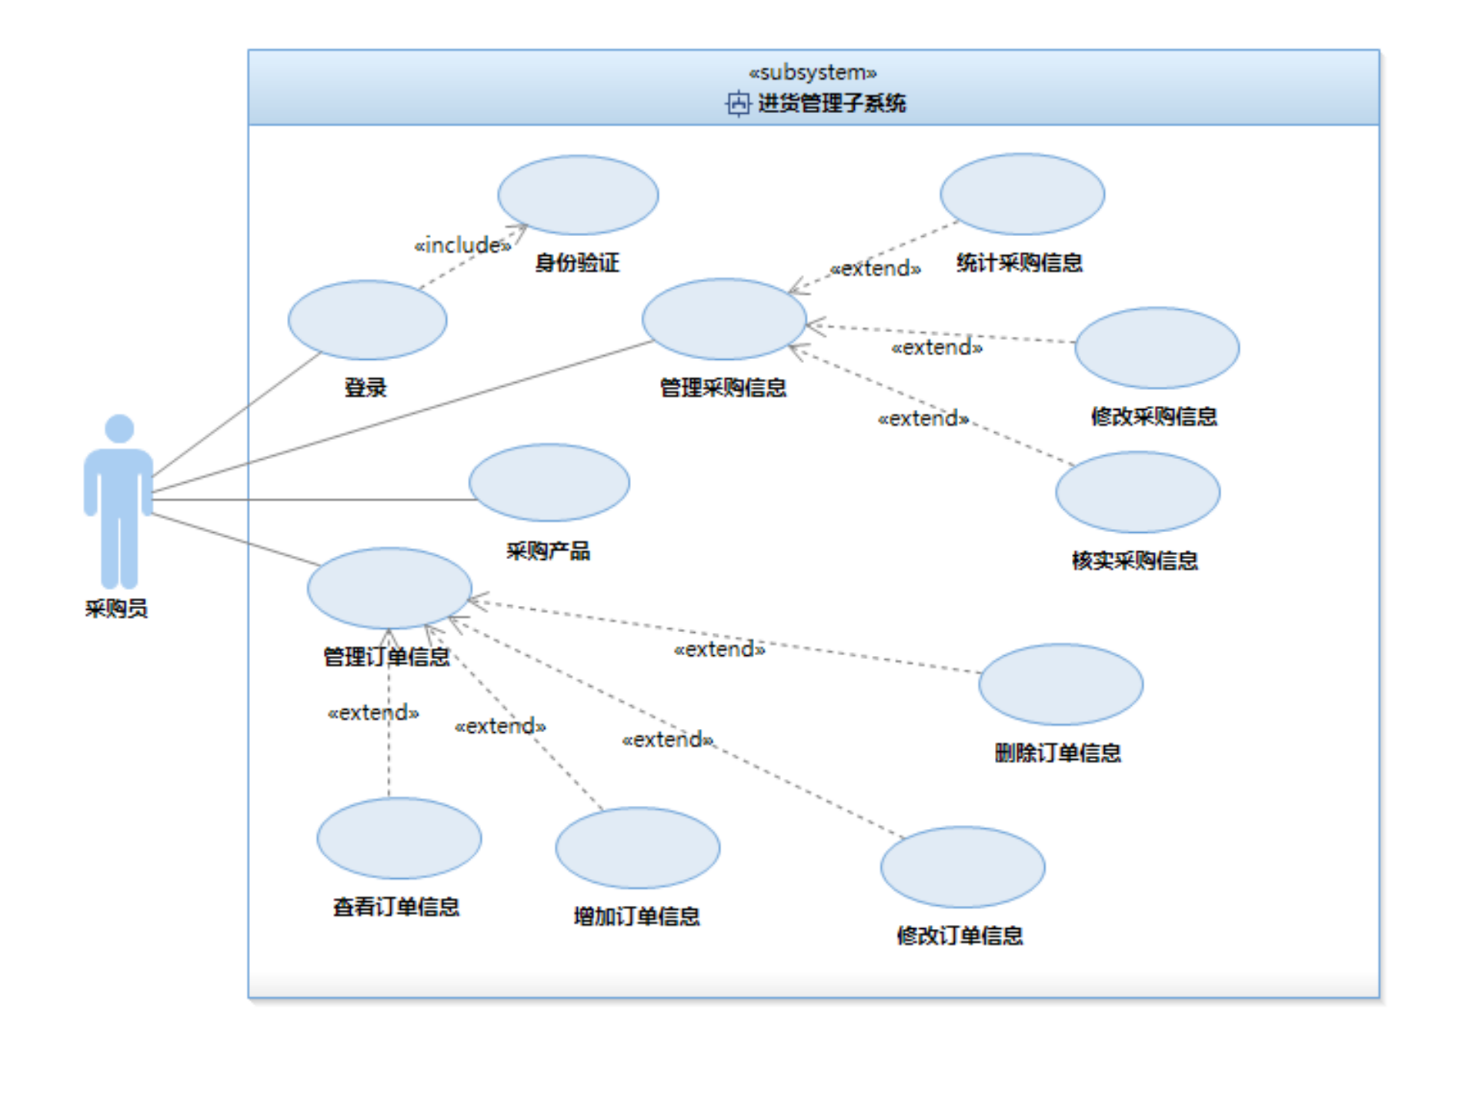 «subsystem»
进货管理子系统
«include»
身份验证
«extend»
统计采购信息
登录
管理采购信息
«extend»
修改采购信息
«extend»
采购产品
核实采购信息
采购员
管理订单信息
«extend»
«extend»
«extend»
«extend»
删除订单信息
查看订单信息
增加订单信息
修改订单信息